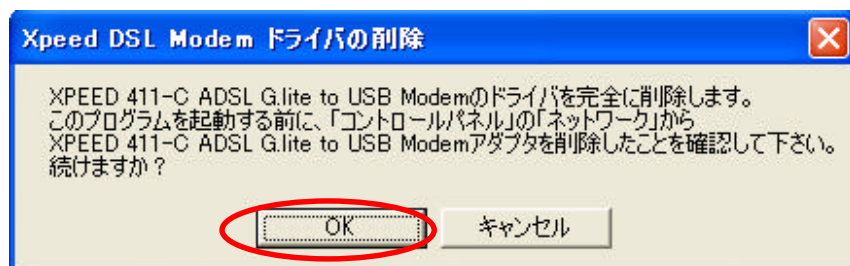 Xpeed DSL Modem ドライバの削除
XPEED 411-C ADSL G.lite to USB Modemのドライバを完全に削除します。
このプログラムを起動する前に、「コントロールパネル」の「ネットワーク」から
XPEED 411-C ADSL G.lite to USB Modemアダプタを削除したことを確認して下さい。
続けますか？
OK
キャンセル